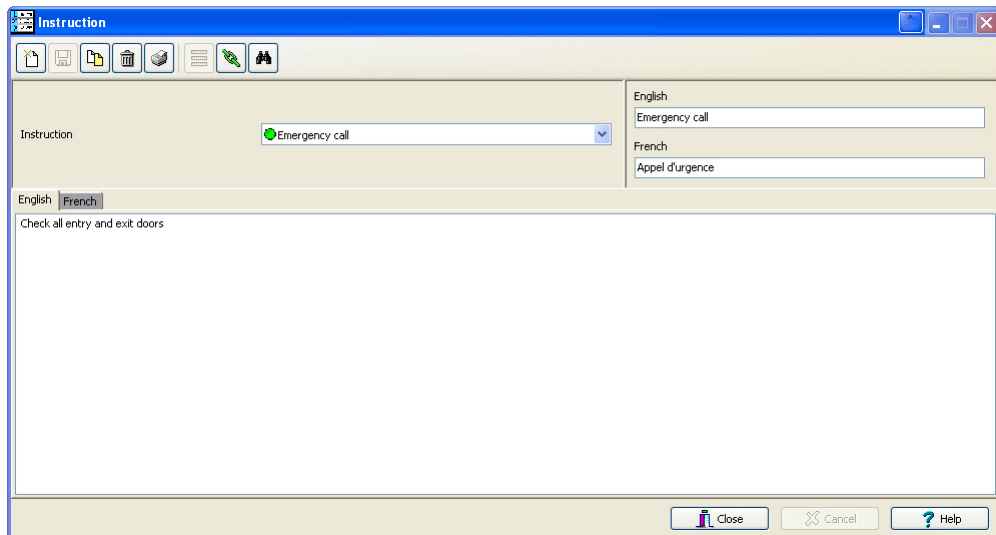 Instruction
English
Emergency call
Instruction
Emergency call
French
Appel d'urgence
English French
Check all entry and exit doors
Close Cancel Help